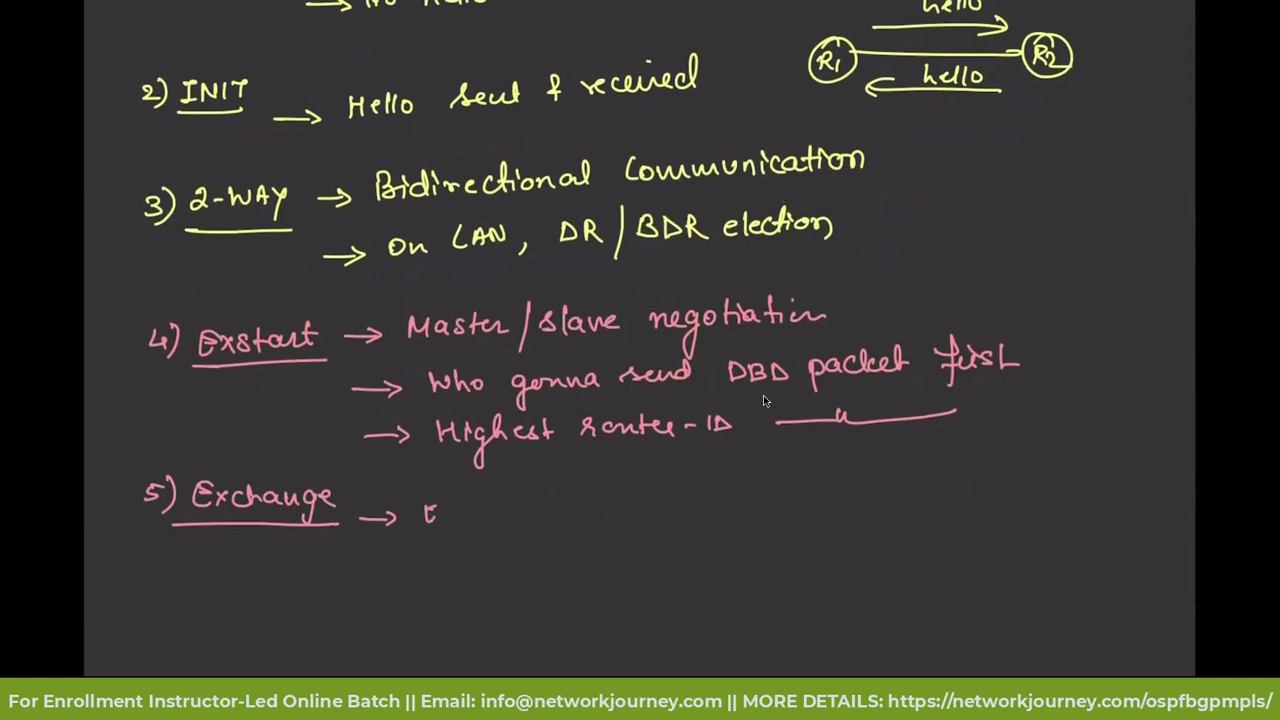 → No hello
hello
R1 R2
hello
2) INIT → Hello sent & received
3) 2-WAY → Bidirectional Communication
→ On LAN, DR/BDR election
4) Exstart → Master/slave negotiation
→ Who gonna send DBD packet first
→ Highest router-ID
5) Exchange →
For Enrollment Instructor-Led Online Batch || Email: info@networkjourney.com || MORE DETAILS: https://networkjourney.com/ospfbgpmpls/